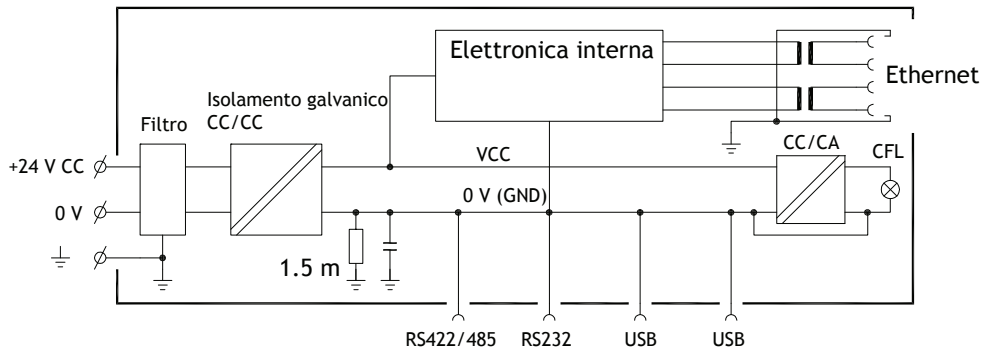 Elettronica interna
Ethernet
Isolamento galvanico
CC/CC
Filtro
CC/CA
CFL
+24 V CC
VCC
0 V
0 V (GND)
1.5 m
RS422/485
RS232
USB
USB